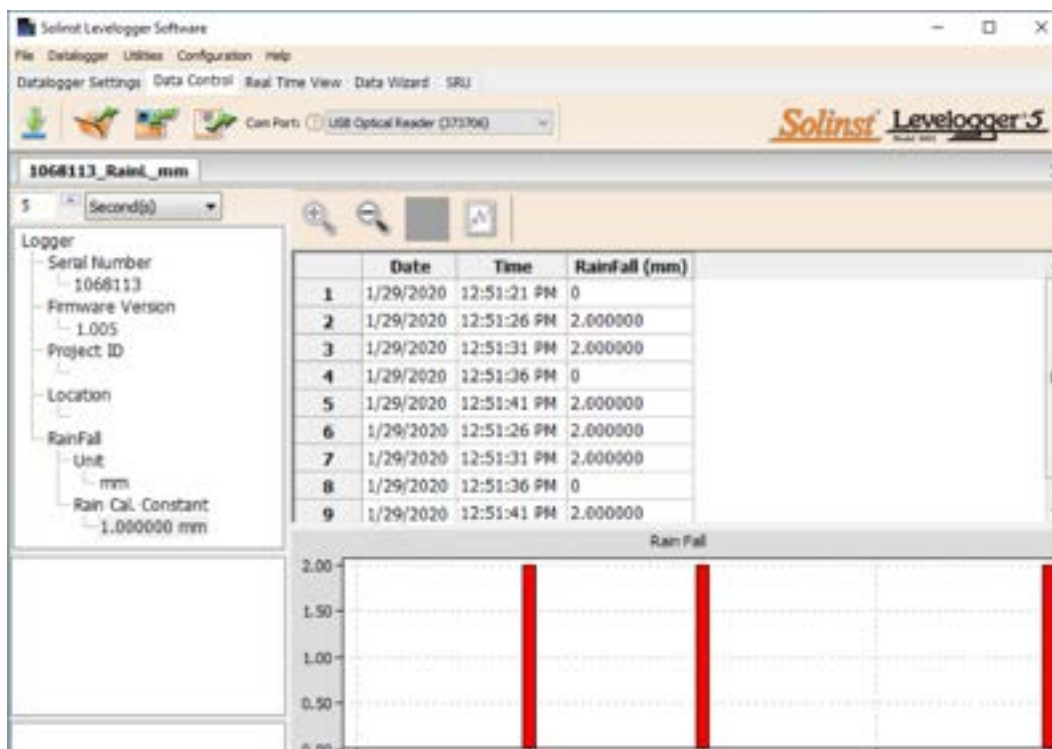 Solinst Levelogger Software
File Datalogger Utilities Configuration Help
Datalogger Settings Data Control Real Time View Data Wizard SRU
Com Port: USB Optical Reader (373706)
Solinst Levelogger 5
1068113_RainL_mm
5 Second(s)
Logger
Serial Number
1068113
Firmware Version
1.005
Project ID
Location
RainFall
Unit
mm
Rain Cal. Constant
1.000000 mm
Date Time RainFall (mm)
1 1/29/2020 12:51:21 PM 0
2 1/29/2020 12:51:26 PM 2.000000
3 1/29/2020 12:51:31 PM 2.000000
4 1/29/2020 12:51:36 PM 0
5 1/29/2020 12:51:41 PM 2.000000
6 1/29/2020 12:51:26 PM 2.000000
7 1/29/2020 12:51:31 PM 2.000000
8 1/29/2020 12:51:36 PM 0
9 1/29/2020 12:51:41 PM 2.000000
Rain Fall
2.00
1.50
1.00
0.50
0.00